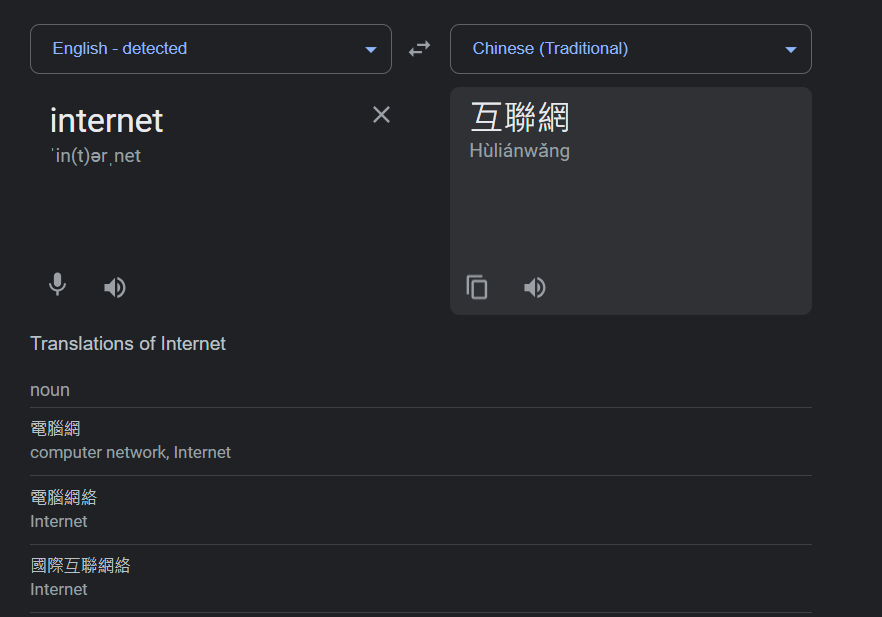 English - detected
Chinese (Traditional)
internet
ˈin(t)ərˌnet
互聯網
Hùliánwǎng
Translations of Internet
noun
電腦網
computer network, Internet
電腦網絡
Internet
國際互聯網絡
Internet